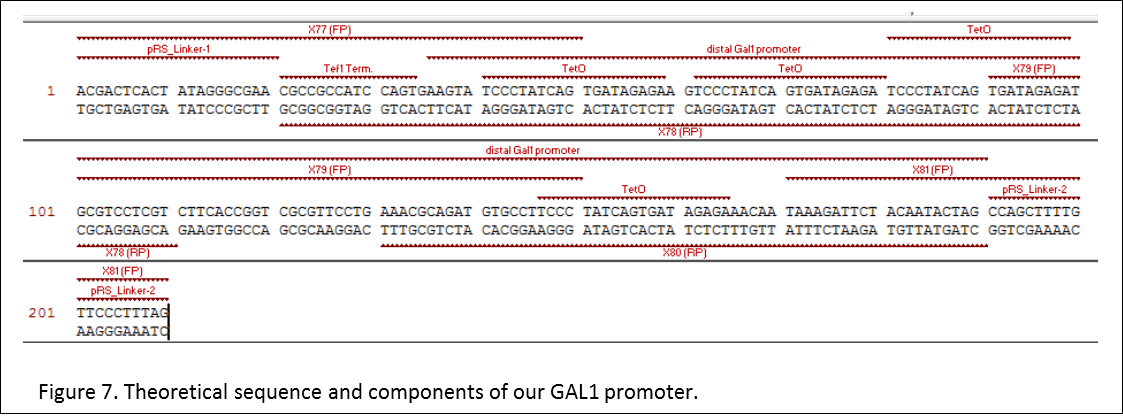 X77 (FP) TetO
pRS_Linker-1 distal Gal1 promoter
Tef1 Term. TetO TetO X79 (FP)
1 ACGACTCACT ATAGGGCGAA CGCCGCCATC CAGTGAAGTA TCCCTATCAG TGATAGAGAA GTCCCTATCA GTGATAGAGA TCCCTATCAG TGATAGAGAT
TGCTGAGTGA TATCCCGCTT GCGGCGGTAG GTCACTTCAT AGGGATAGTC ACTATCTCTT CAGGGATAGT CACTATCTCT AGGGATAGTC ACTATCTCTA
X78 (RP)
distal Gal1 promoter
X79 (FP) X81 (FP)
TetO pRS_Linker-2
101 GCGTCCTCGT CTTCACCGGT CGCGTTCCTG AAACGCAGAT GTGCCTTCCC TATCAGTGAT AGAGAAACAA TAAAGATTCT ACAATACTAG CCAGCTTTTG
CGCAGGAGCA GAAGTGGCCA GCGCAAGGAC TTTGCGTCTA CACGGAAGGG ATAGTCACTA TCTCTTTGTT ATTTCTAAGA TGTTATGATC GGTCGAAAAC
X78 (RP) X80 (RP)
X81 (FP)
pRS_Linker-2
201 TTCCCTTTAG
AAGGGAAATC
Figure 7. Theoretical sequence and components of our GAL1 promoter.